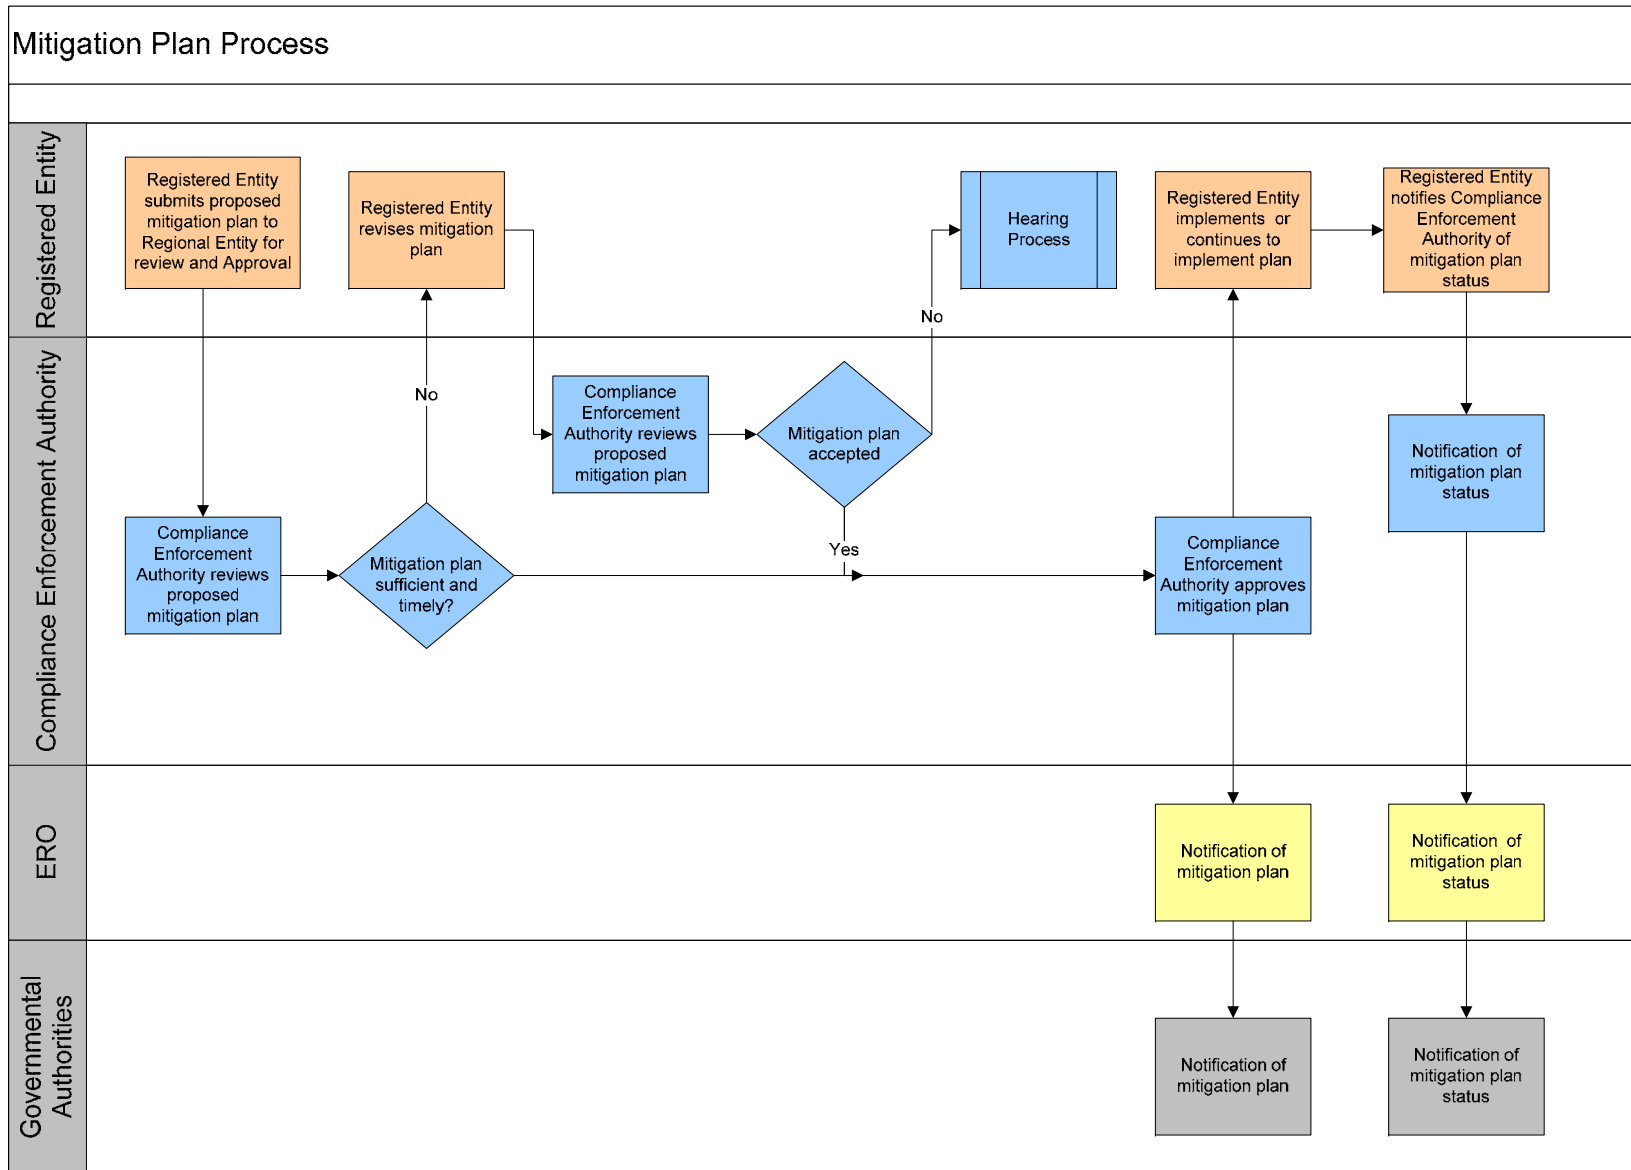 Mitigation Plan Process
Registered Entity
Registered Entity
submits proposed
mitigation plan to
Regional Entity for
review and Approval
Registered Entity
revises mitigation
plan
Hearing
Process
Registered Entity
implements or
continues to
implement plan
Registered Entity
notifies Compliance
Enforcement
Authority of
mitigation plan
status
No
Compliance Enforcement Authority
No
Compliance
Enforcement
Authority reviews
proposed
mitigation plan
Mitigation plan
accepted
Notification of
mitigation plan
status
Compliance
Enforcement
Authority reviews
proposed
mitigation plan
Mitigation plan
sufficient and
timely?
Yes
Compliance
Enforcement
Authority approves
mitigation plan
ERO
Notification of
mitigation plan
Notification of
mitigation plan
status
Governmental
Authorities
Notification of
mitigation plan
Notification of
mitigation plan
status